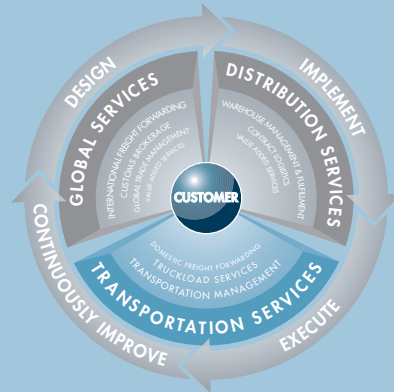 DESIGN
IMPLEMENT
EXECUTE
CONTINUOUSLY IMPROVE
GLOBAL SERVICES
INTERNATIONAL FREIGHT FORWARDING
CUSTOMS BROKERAGE
GLOBAL TRADE MANAGEMENT
VALUE ADDED SERVICES
DISTRIBUTION SERVICES
WAREHOUSE MANAGEMENT & FULFILLMENT
CONTRACT LOGISTICS
VALUE ADDED SERVICES
CUSTOMER
DOMESTIC FREIGHT FORWARDING
TRUCKLOAD SERVICES
TRANSPORTATION MANAGEMENT
TRANSPORTATION SERVICES